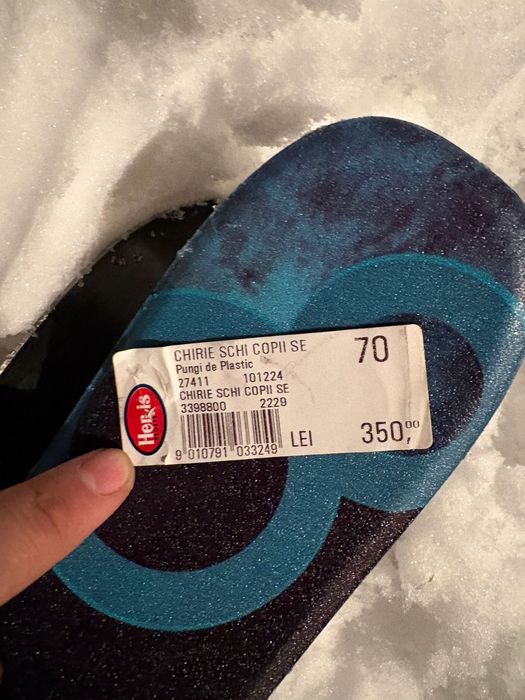 CHIRIE SCHI COPII SE 70
Pungi de Plastic
27411 101224
CHIRIE SCHI COPII SE
3398800 2229
Hervis
9 010791 033249
LEI 350,00